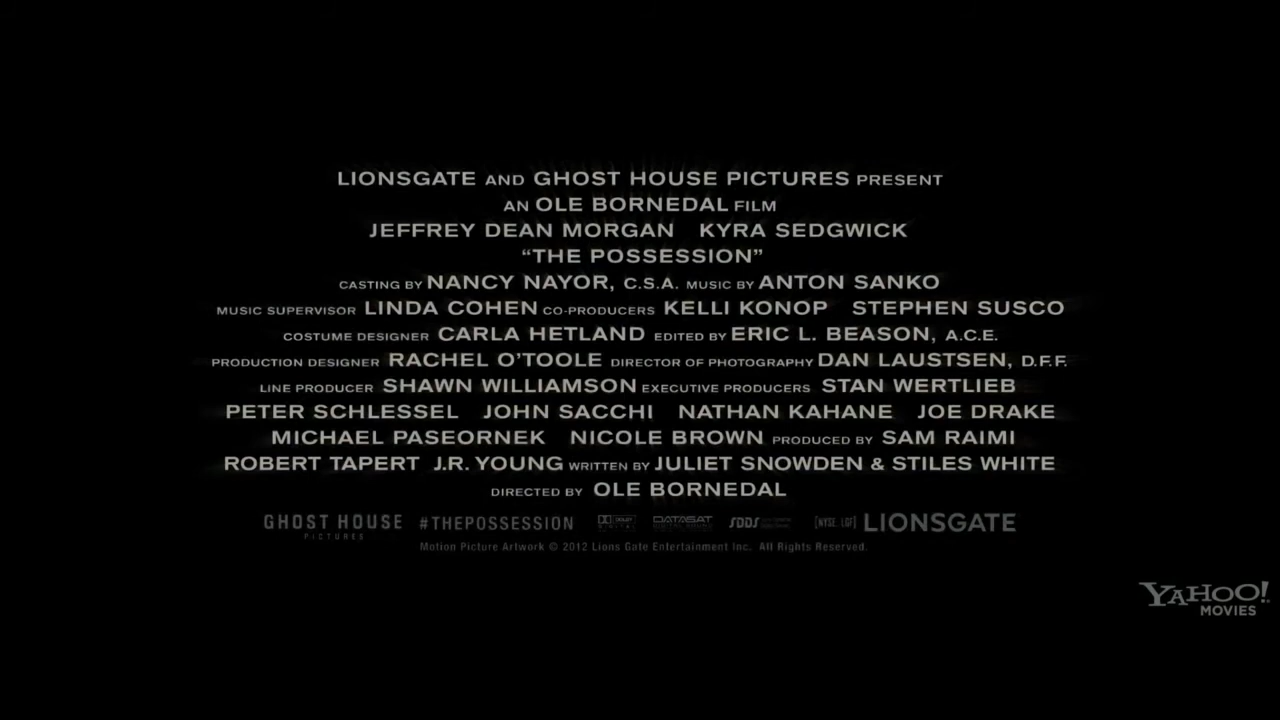 LIONSGATE AND GHOST HOUSE PICTURES PRESENT
AN OLE BORNEDAL FILM
JEFFREY DEAN MORGAN KYRA SEDGWICK
“THE POSSESSION”
CASTING BY NANCY NAYOR, C.S.A. MUSIC BY ANTON SANKO
MUSIC SUPERVISOR LINDA COHEN CO-PRODUCERS KELLI KONOP STEPHEN SUSCO
COSTUME DESIGNER CARLA HETLAND EDITED BY ERIC L. BEASON, A.C.E.
PRODUCTION DESIGNER RACHEL O’TOOLE DIRECTOR OF PHOTOGRAPHY DAN LAUSTSEN, D.F.F.
LINE PRODUCER SHAWN WILLIAMSON EXECUTIVE PRODUCERS STAN WERTLIEB
PETER SCHLESSEL JOHN SACCHI NATHAN KAHANE JOE DRAKE
MICHAEL PASEORNEK NICOLE BROWN PRODUCED BY SAM RAIMI
ROBERT TAPERT J.R. YOUNG WRITTEN BY JULIET SNOWDEN & STILES WHITE
DIRECTED BY OLE BORNEDAL
GHOST HOUSE PICTURES #THEPOSSESSION DOLBY DIGITAL DATASAT SDDS [NYSE: LGF] LIONSGATE
Motion Picture Artwork © 2012 Lions Gate Entertainment Inc. All Rights Reserved.
YAHOO!
MOVIES